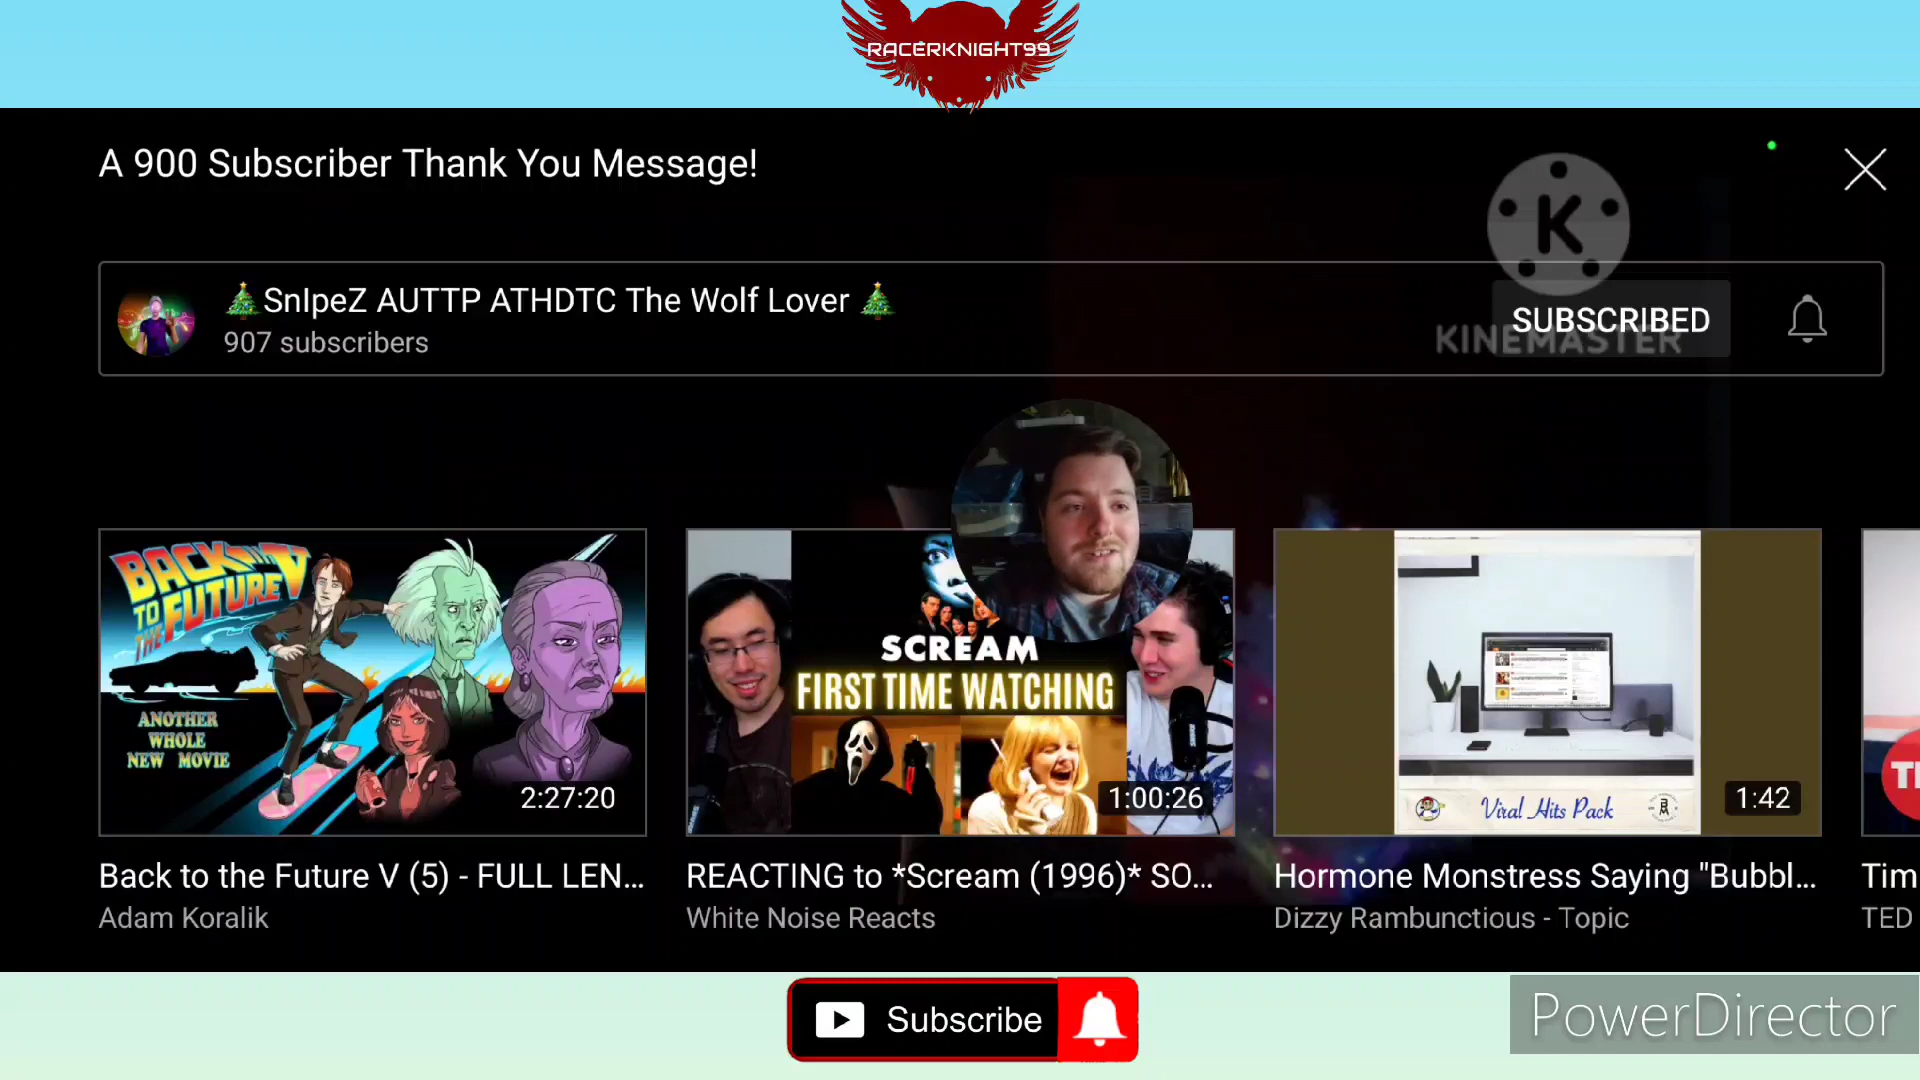 RACERKNIGHT99
A 900 Subscriber Thank You Message!
🎄SnIpeZ AUTTP ATHDTC The Wolf Lover 🎄
907 subscribers
K
KINEMASTER
SUBSCRIBED
BACK
TO THE FUTURE V
ANOTHER
WHOLE
NEW MOVIE
2:27:20
SCREAM
FIRST TIME WATCHING
1:00:26
Viral Hits Pack
1:42
Back to the Future V (5) - FULL LEN...
Adam Koralik
REACTING to *Scream (1996)* SO...
White Noise Reacts
Hormone Monstress Saying "Bubbl...
Dizzy Rambunctious - Topic
Tim
TED
Subscribe
PowerDirector